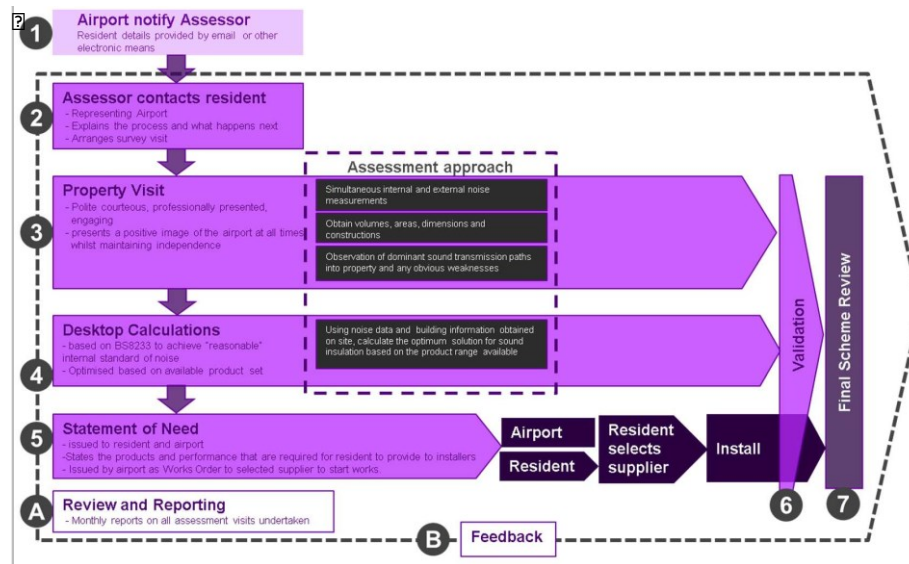 1
Airport notify Assessor
Resident details provided by email or other
electronic means
2
Assessor contacts resident
- Representing Airport
- Explains the process and what happens next
- Arranges survey visit
Assessment approach
3
Property Visit
- Polite courteous, professionally presented,
engaging
- presents a positive image of the airport at all times
whilst maintaining independence
Simultaneous internal and external noise
measurements
Obtain volumes, areas, dimensions and
constructions
Observation of dominant sound transmission paths
into property and any obvious weaknesses
4
Desktop Calculations
- based on BS8233 to achieve "reasonable"
internal standard of noise
- Optimised based on available product set
Using noise data and building information obtained
on site, calculate the optimum solution for sound
insulation based on the product range available
5
Statement of Need
- issued to resident and airport
-States the products and performance that are required for resident to provide to installers
- Issued by airport as Works Order to selected supplier to start works.
Airport
Resident
Resident
selects
supplier
Install
Validation
6
Final Scheme Review
7
A
Review and Reporting
- Monthly reports on all assessment visits undertaken
B
Feedback